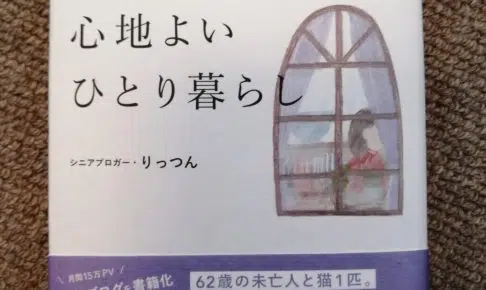 心地よい
ひとり暮らし
シニアブロガー・りっつん
月間15万PV
ブログを書籍化
62歳の未亡人と猫1匹。